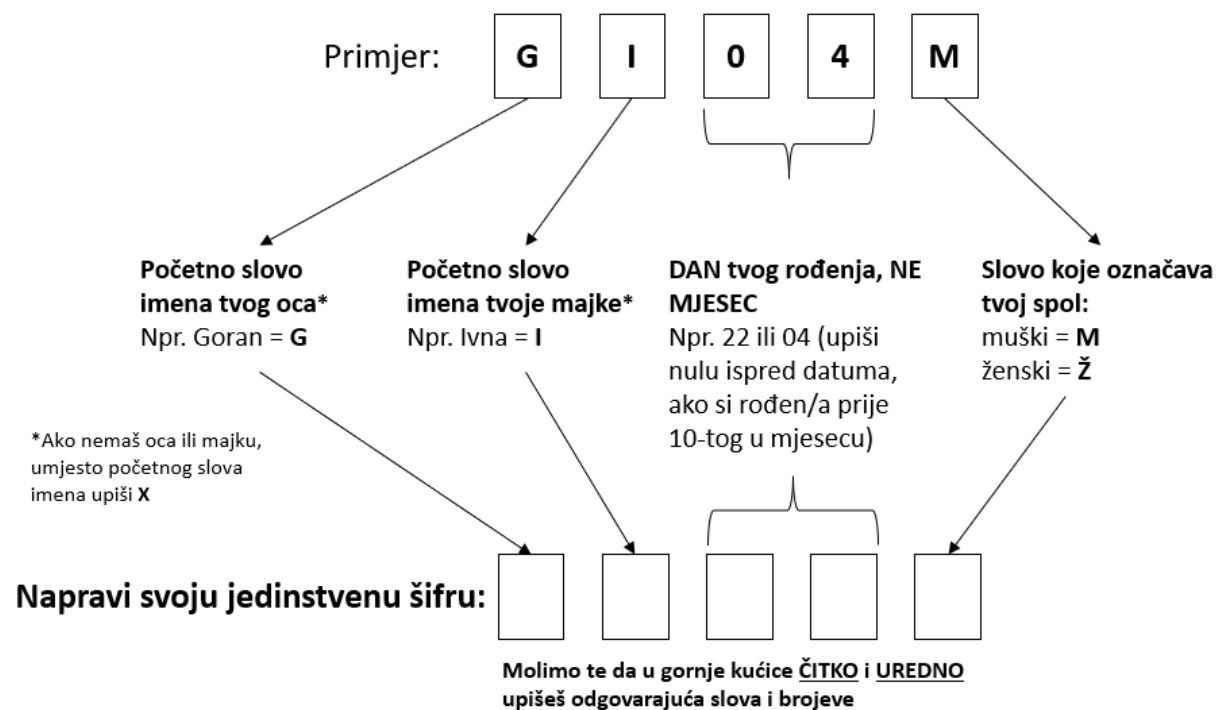 Primjer: G I 0 4 M
Početno slovo
imena tvog oca*
Npr. Goran = G
Početno slovo
imena tvoje majke*
Npr. Ivna = I
DAN tvog rođenja, NE
MJESEC
Npr. 22 ili 04 (upiši
nulu ispred datuma,
ako si rođen/a prije
10-tog u mjesecu)
Slovo koje označava
tvoj spol:
muški = M
ženski = Ž
*Ako nemaš oca ili majku,
umjesto početnog slova
imena upiši X
Napravi svoju jedinstvenu šifru:
Molimo te da u gornje kućice ČITKO i UREDNO
upišeš odgovarajuća slova i brojeve